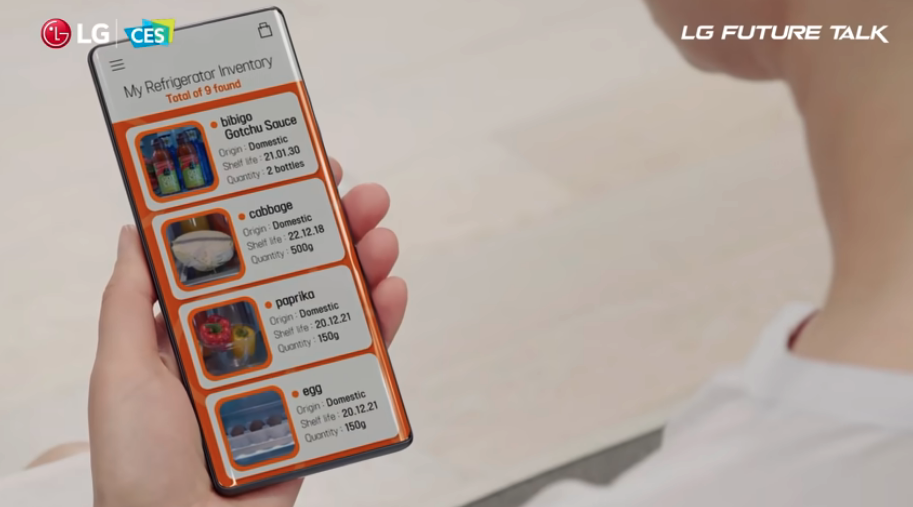 LG
CES
LG FUTURE TALK
My Refrigerator Inventory
Total of 9 found
bibigo
Gotchu Sauce
Origin : Domestic
Shelf life : 21.01.30
Quantity : 2 bottles
cabbage
Origin : Domestic
Shelf life : 22.12.18
Quantity : 500g
paprika
Origin : Domestic
Shelf life : 20.12.21
Quantity : 150g
egg
Origin : Domestic
Shelf life : 20.12.21
Quantity : 150g